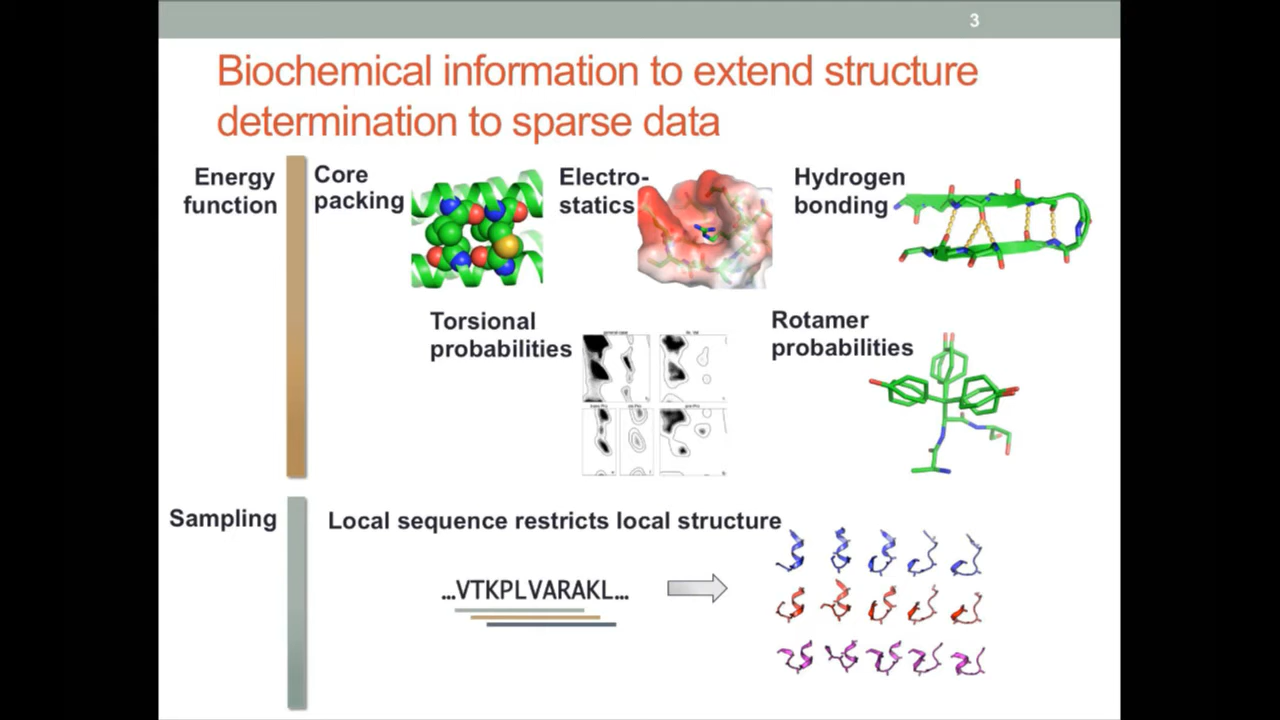 3
Biochemical information to extend structure
determination to sparse data
Energy
function
Core
packing
Electro-
statics
Hydrogen
bonding
Torsional
probabilities
Rotamer
probabilities
Sampling
Local sequence restricts local structure
...VTKPLVARAKL...